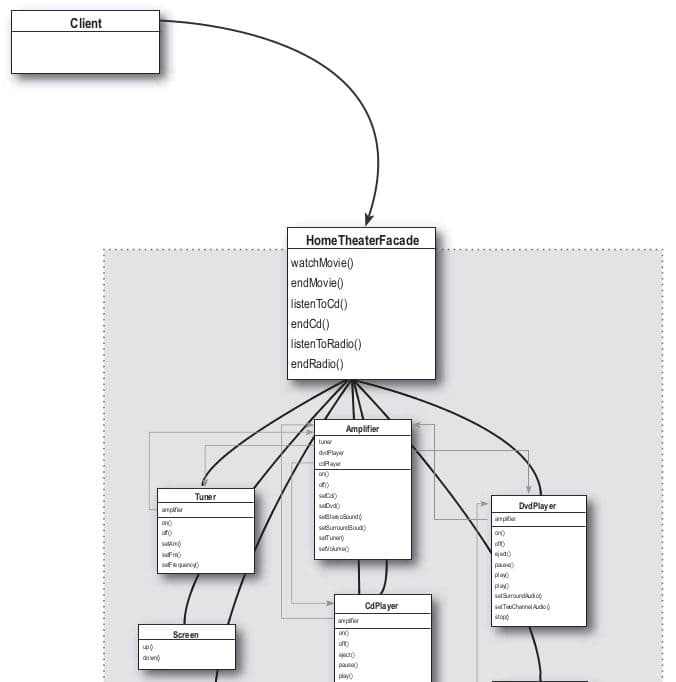 Client
HomeTheaterFacade
watchMovie()
endMovie()
listenToCd()
endCd()
listenToRadio()
endRadio()
Amplifier
tuner
dvdPlayer
cdPlayer
on()
off()
setCd()
setDvd()
setStereoSound()
setSurroundSoud()
setTuner()
setVolume()
Tuner
amplifier
on()
off()
setAm()
setFm()
setFrequency()
DvdPlayer
amplifier
on()
off()
eject()
pause()
play()
play()
setSurroundAudio()
setTwoChannelAudio()
stop()
Screen
up()
down()
CdPlayer
amplifier
on()
off()
eject()
pause()
play()